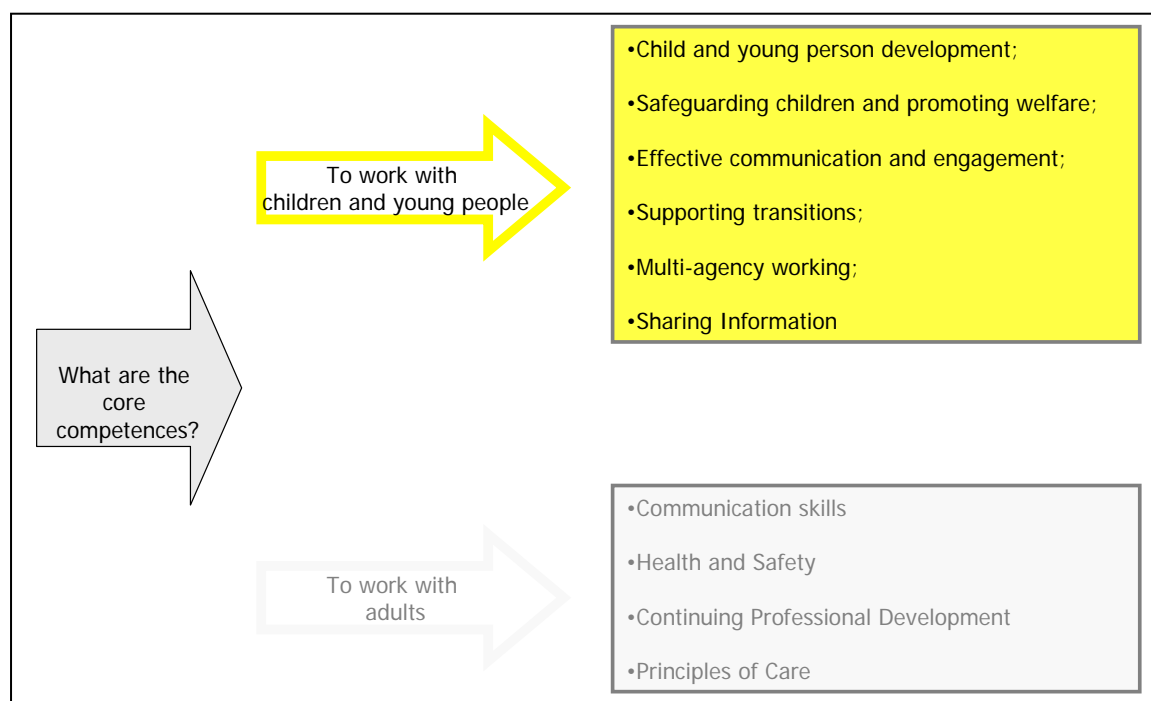 What are the
core
competences?
To work with
children and young people
•Child and young person development;
•Safeguarding children and promoting welfare;
•Effective communication and engagement;
•Supporting transitions;
•Multi-agency working;
•Sharing Information
To work with
adults
•Communication skills
•Health and Safety
•Continuing Professional Development
•Principles of Care